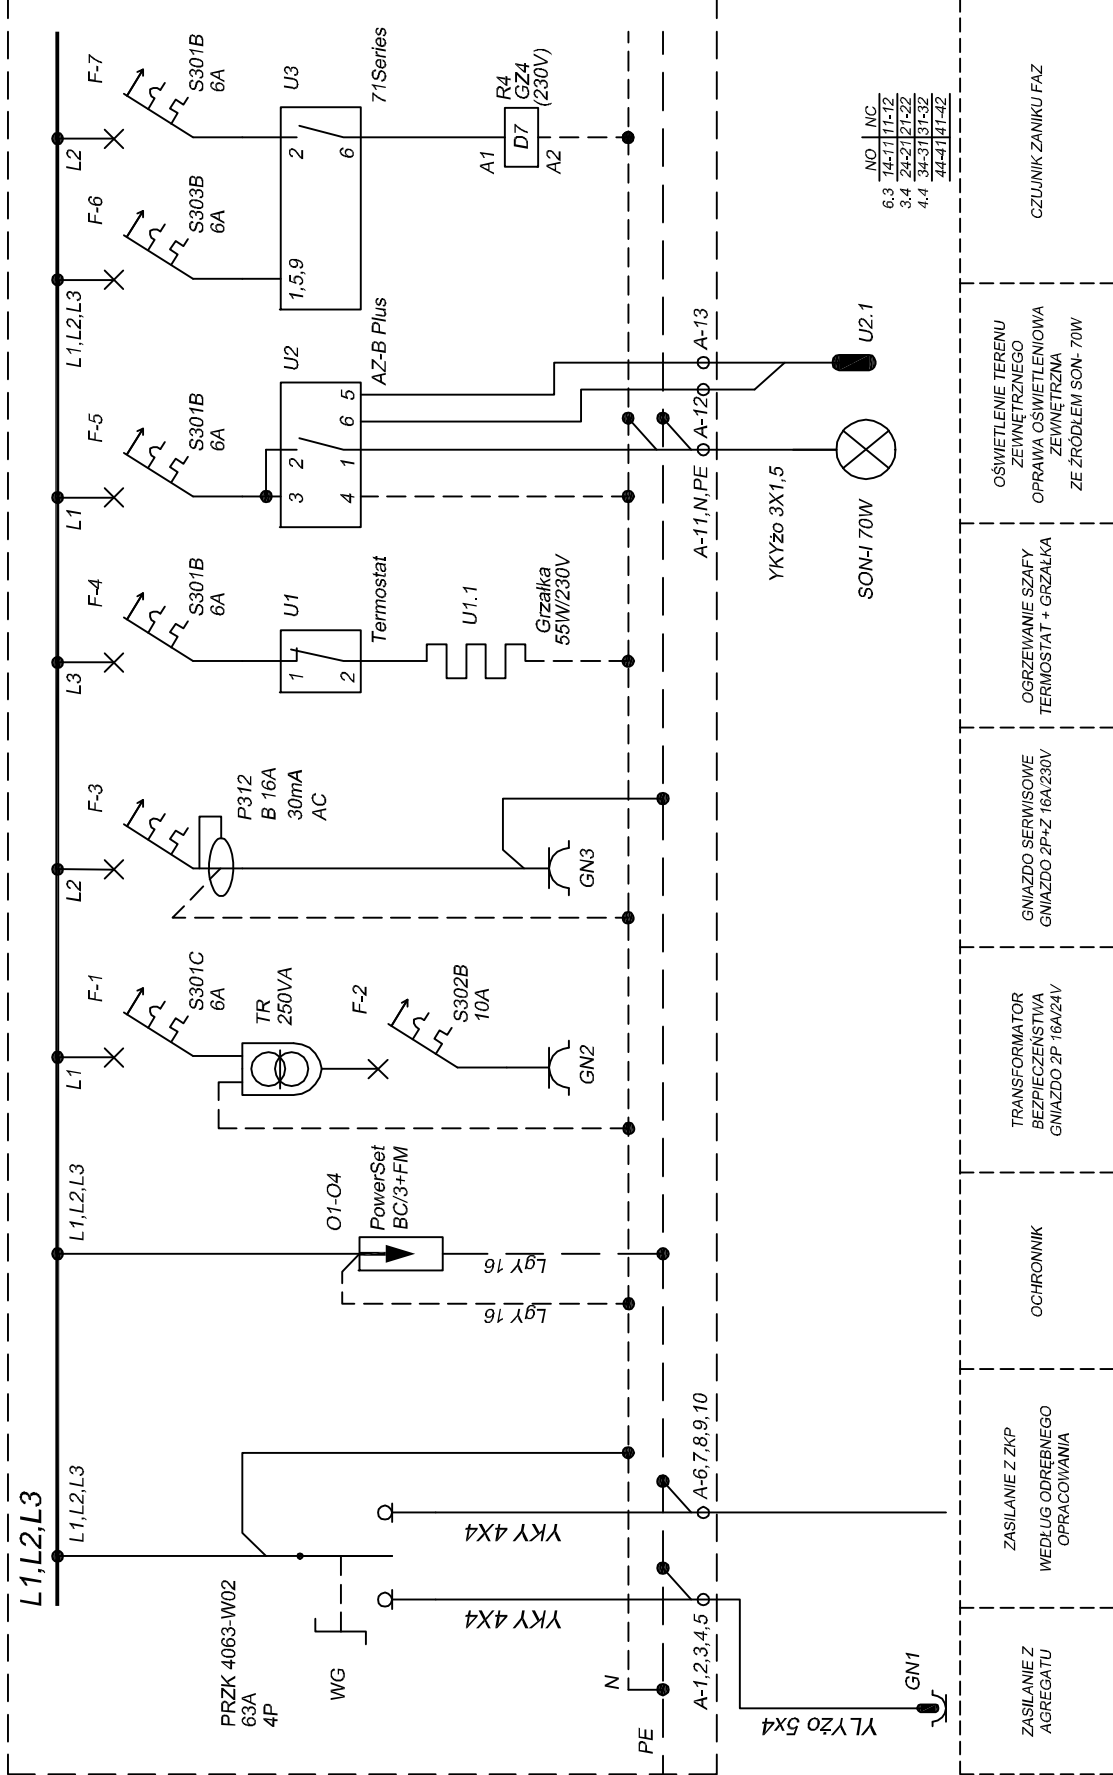 L1,L2,L3
L1,L2,L3
PRZK 4063-W02
63A
4P
WG
YKY 4X4
YKY 4X4
N
PE
A-1,2,3,4,5
A-6,7,8,9,10
YLYżo 5x4
GN1
L1,L2,L3
O1-O4
PowerSet
BC/3+FM
LgY 16
LgY 16
L1
F-1
S301C
6A
TR
250VA
F-2
S302B
10A
GN2
L2
F-3
P312
B 16A
30mA
AC
GN3
L3
F-4
S301B
6A
U1
1
2
Termostat
U1.1
Grzałka
55W/230V
L1
F-5
S301B
6A
U2
3 2
4 1 6 5
AZ-B Plus
A-11,N,PE
A-12
A-13
YKYżo 3X1,5
SON-I 70W
U2.1
L1,L2,L3
F-6
S303B
6A
L2
F-7
S301B
6A
U3
1,5,9
2
6
71Series
A1
D7
A2
R4
GZ4
(230V)
NO NC
6.3 14-11 11-12
3.4 24-21 21-22
4.4 34-31 31-32
44-41 41-42
ZASILANIE Z
AGREGATU
ZASILANIE Z ZKP
WEDŁUG ODRĘBNEGO
OPRACOWANIA
OCHRONNIK
TRANSFORMATOR
BEZPIECZEŃSTWA
GNIAZDO 2P 16A/24V
GNIAZDO SERWISOWE
GNIAZDO 2P+Z 16A/230V
OGRZEWANIE SZAFY
TERMOSTAT + GRZAŁKA
OŚWIETLENIE TERENU
ZEWNĘTRZNEGO
OPRAWA OŚWIETLENIOWA
ZEWNĘTRZNA
ZE ŹRÓDŁEM SON- 70W
CZUJNIK ZANIKU FAZ